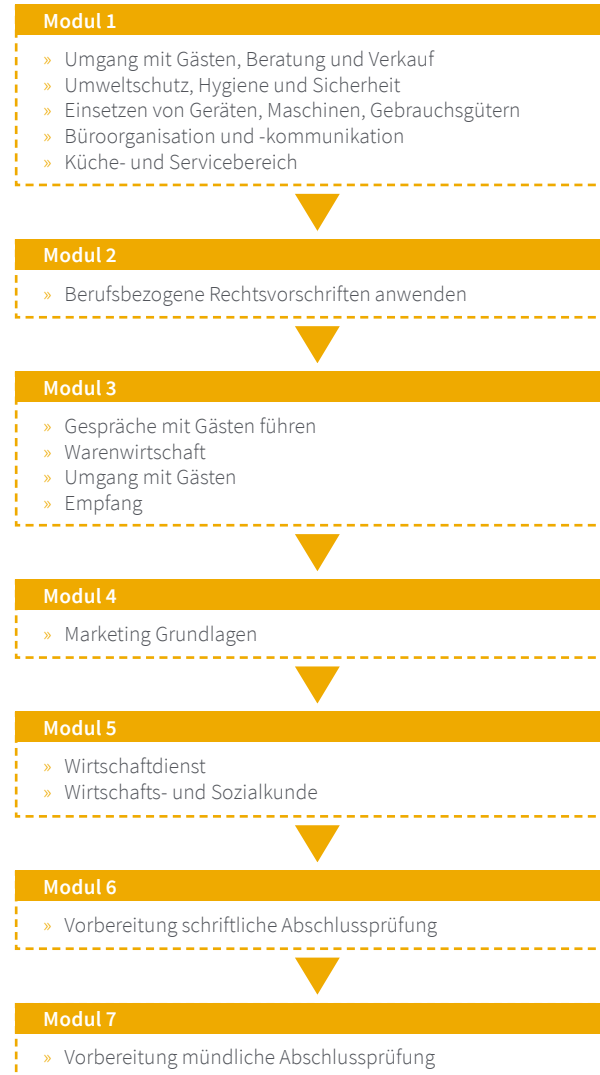 Modul 1
» Umgang mit Gästen, Beratung und Verkauf
» Umweltschutz, Hygiene und Sicherheit
» Einsetzen von Geräten, Maschinen, Gebrauchsgütern
» Büroorganisation und -kommunikation
» Küche- und Servicebereich
Modul 2
» Berufsbezogene Rechtsvorschriften anwenden
Modul 3
» Gespräche mit Gästen führen
» Warenwirtschaft
» Umgang mit Gästen
» Empfang
Modul 4
» Marketing Grundlagen
Modul 5
» Wirtschaftdienst
» Wirtschafts- und Sozialkunde
Modul 6
» Vorbereitung schriftliche Abschlussprüfung
Modul 7
» Vorbereitung mündliche Abschlussprüfung